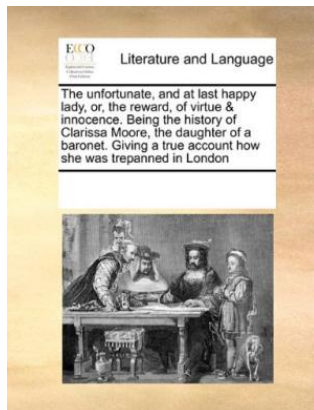 ECCO
Literature and Language
The unfortunate, and at last happy
lady, or, the reward, of virtue &
innocence. Being the history of
Clarissa Moore, the daughter of a
baronet. Giving a true account how
she was trepanned in London